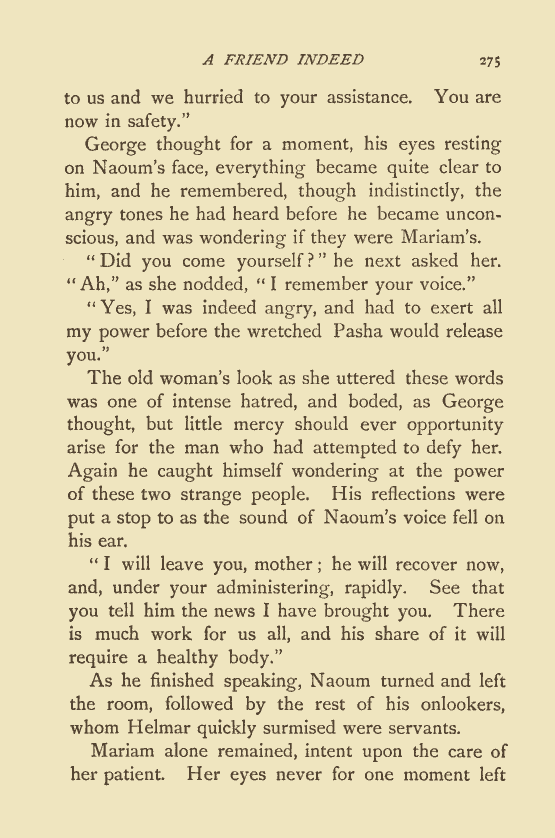 A FRIEND INDEED 275
to us and we hurried to your assistance. You are
now in safety.”
George thought for a moment, his eyes resting
on Naoum’s face, everything became quite clear to
him, and he remembered, though indistinctly, the
angry tones he had heard before he became uncon-
scious, and was wondering if they were Mariam’s.
“ Did you come yourself ? ” he next asked her.
“ Ah,” as she nodded, “ I remember your voice.”
“ Yes, I was indeed angry, and had to exert all
my power before the wretched Pasha would release
you.”
The old woman’s look as she uttered these words
was one of intense hatred, and boded, as George
thought, but little mercy should ever opportunity
arise for the man who had attempted to defy her.
Again he caught himself wondering at the power
of these two strange people. His reflections were
put a stop to as the sound of Naoum’s voice fell on
his ear.
“ I will leave you, mother ; he will recover now,
and, under your administering, rapidly. See that
you tell him the news I have brought you. There
is much work for us all, and his share of it will
require a healthy body.”
As he finished speaking, Naoum turned and left
the room, followed by the rest of his onlookers,
whom Helmar quickly surmised were servants.
Mariam alone remained, intent upon the care of
her patient. Her eyes never for one moment left